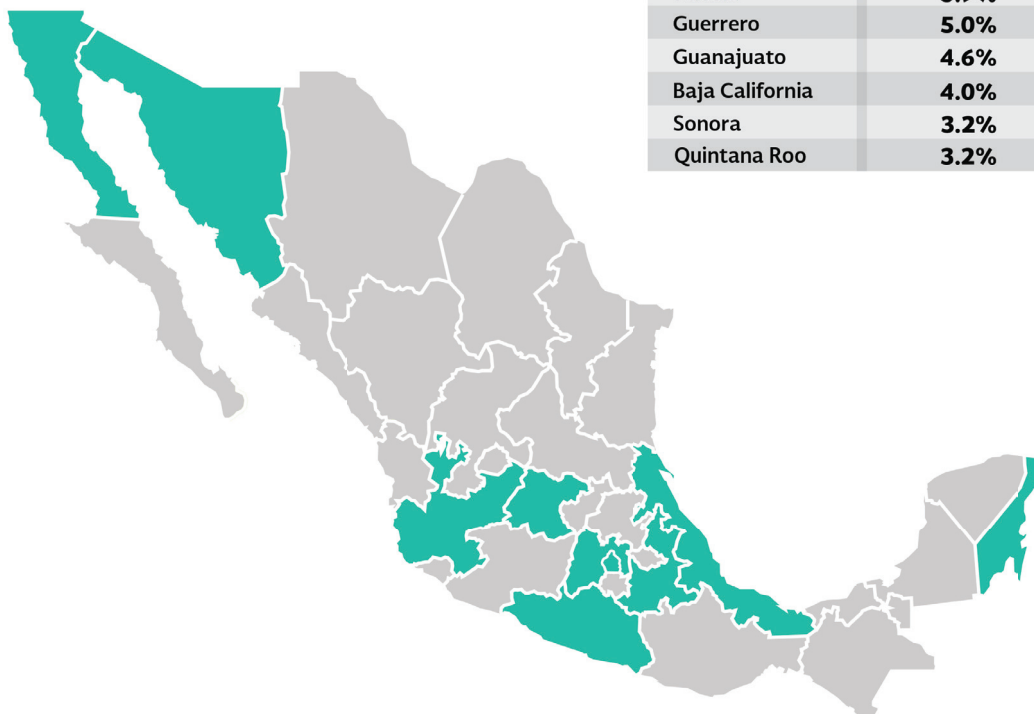 Guerrero 5.0%
Guanajuato 4.6%
Baja California 4.0%
Sonora 3.2%
Quintana Roo 3.2%